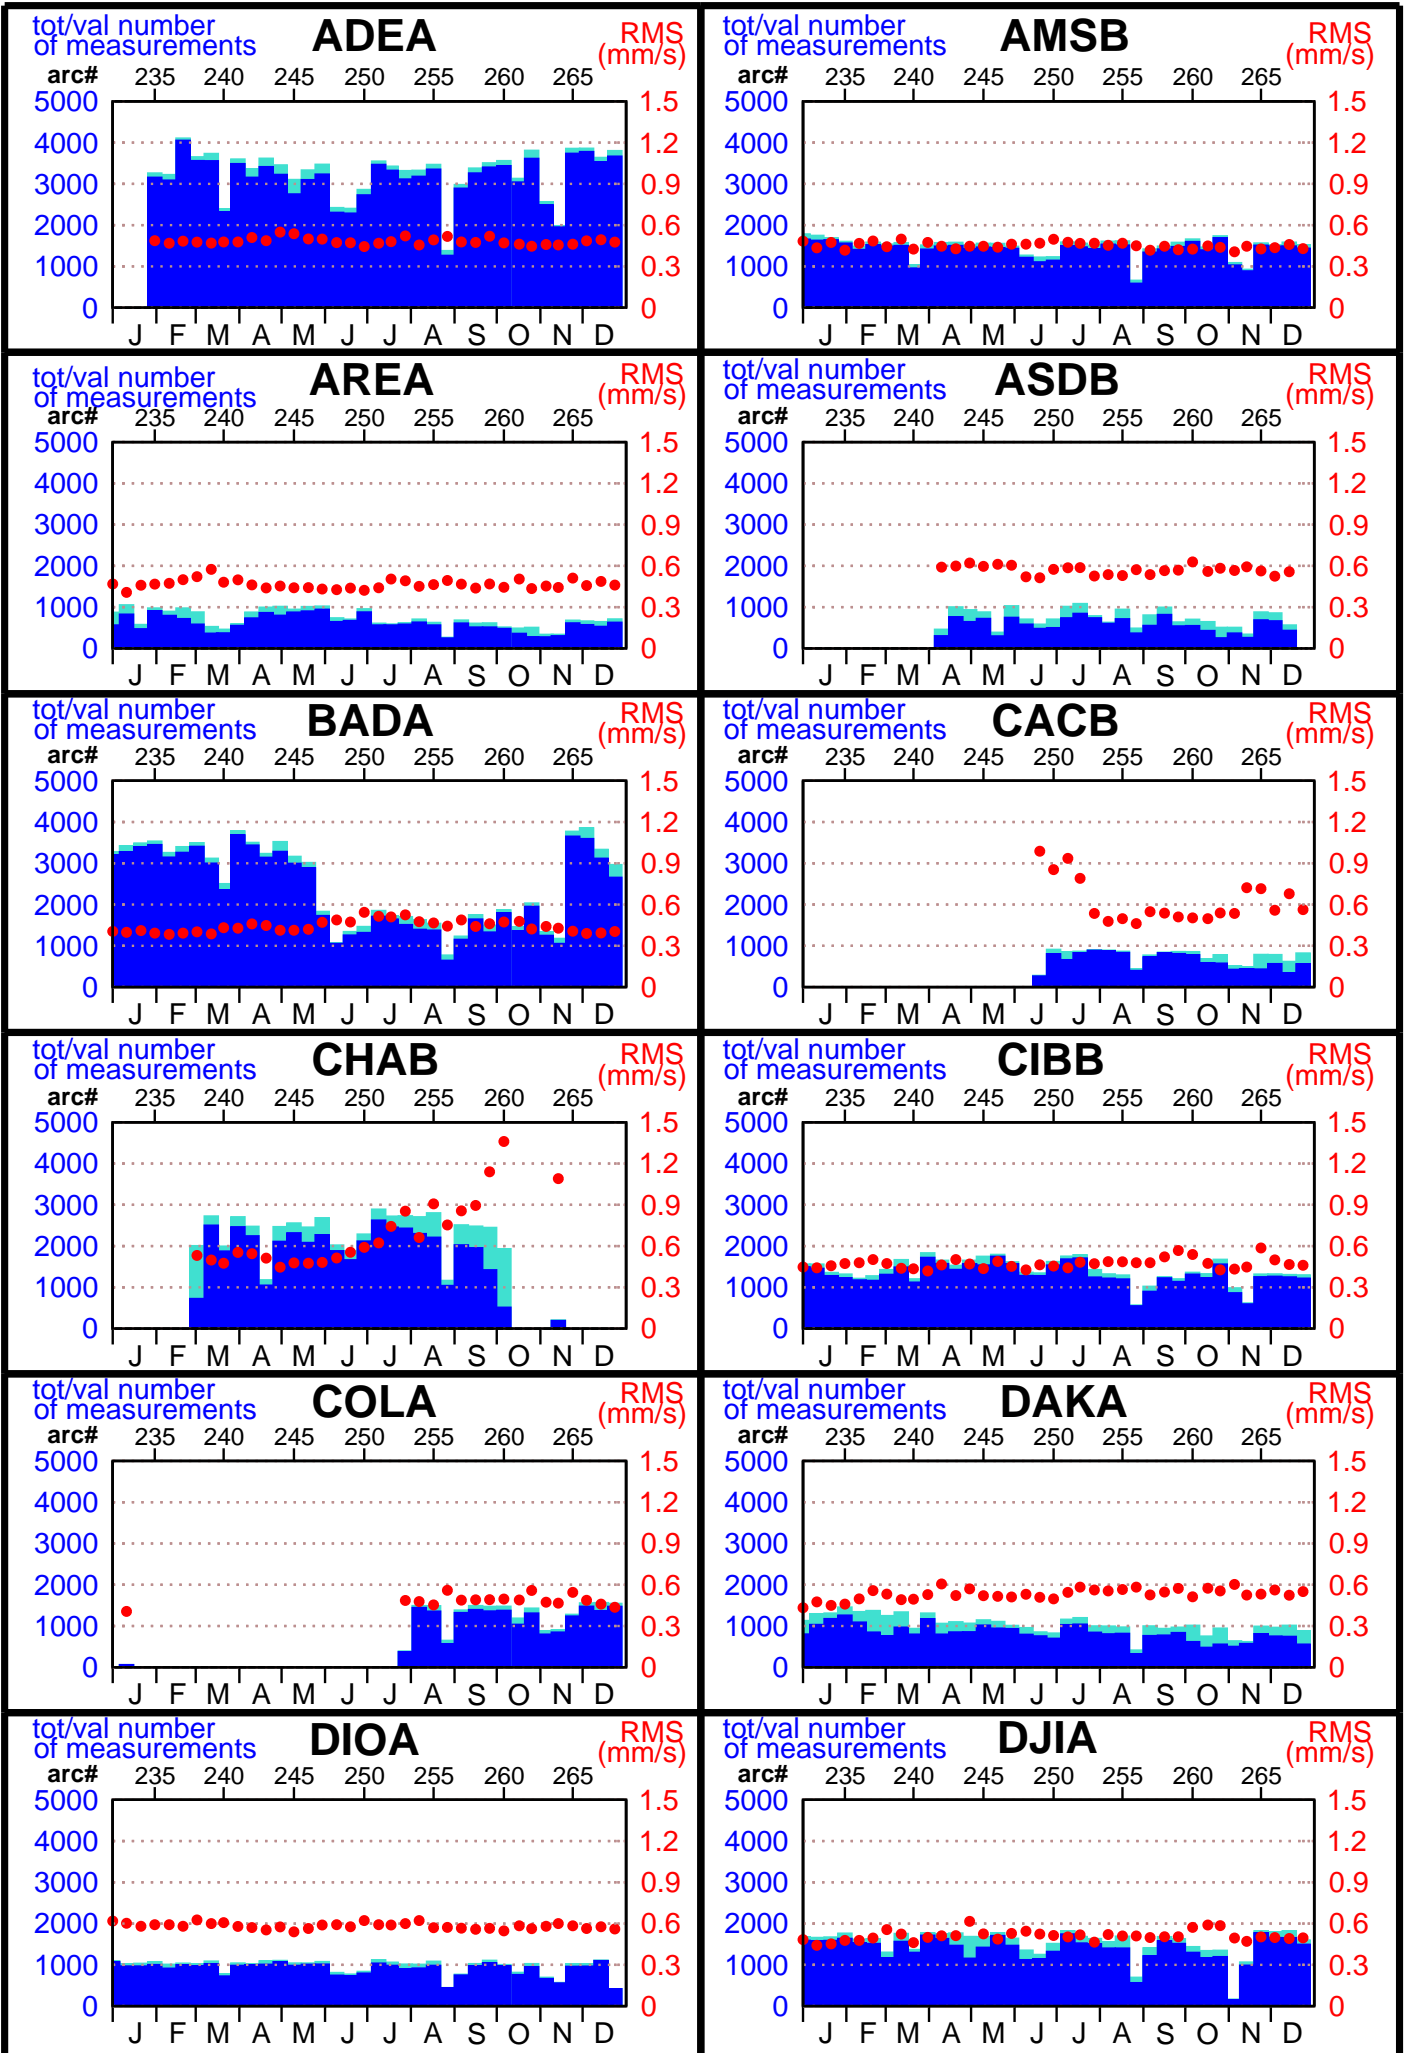 tot/val number
of measurements
ADEA
RMS
(mm/s)
arc# 235 240 245 250 255 260 265
5000 1.5
4000 1.2
3000 0.9
2000 0.6
1000 0.3
0 0
J F M A M J J A S O N D
tot/val number
of measurements
AMSB
RMS
(mm/s)
arc# 235 240 245 250 255 260 265
5000 1.5
4000 1.2
3000 0.9
2000 0.6
1000 0.3
0 0
J F M A M J J A S O N D
tot/val number
of measurements
AREA
RMS
(mm/s)
arc# 235 240 245 250 255 260 265
5000 1.5
4000 1.2
3000 0.9
2000 0.6
1000 0.3
0 0
J F M A M J J A S O N D
tot/val number
of measurements
ASDB
RMS
(mm/s)
arc# 235 240 245 250 255 260 265
5000 1.5
4000 1.2
3000 0.9
2000 0.6
1000 0.3
0 0
J F M A M J J A S O N D
tot/val number
of measurements
BADA
RMS
(mm/s)
arc# 235 240 245 250 255 260 265
5000 1.5
4000 1.2
3000 0.9
2000 0.6
1000 0.3
0 0
J F M A M J J A S O N D
tot/val number
of measurements
CACB
RMS
(mm/s)
arc# 235 240 245 250 255 260 265
5000 1.5
4000 1.2
3000 0.9
2000 0.6
1000 0.3
0 0
J F M A M J J A S O N D
tot/val number
of measurements
CHAB
RMS
(mm/s)
arc# 235 240 245 250 255 260 265
5000 1.5
4000 1.2
3000 0.9
2000 0.6
1000 0.3
0 0
J F M A M J J A S O N D
tot/val number
of measurements
CIBB
RMS
(mm/s)
arc# 235 240 245 250 255 260 265
5000 1.5
4000 1.2
3000 0.9
2000 0.6
1000 0.3
0 0
J F M A M J J A S O N D
tot/val number
of measurements
COLA
RMS
(mm/s)
arc# 235 240 245 250 255 260 265
5000 1.5
4000 1.2
3000 0.9
2000 0.6
1000 0.3
0 0
J F M A M J J A S O N D
tot/val number
of measurements
DAKA
RMS
(mm/s)
arc# 235 240 245 250 255 260 265
5000 1.5
4000 1.2
3000 0.9
2000 0.6
1000 0.3
0 0
J F M A M J J A S O N D
tot/val number
of measurements
DIOA
RMS
(mm/s)
arc# 235 240 245 250 255 260 265
5000 1.5
4000 1.2
3000 0.9
2000 0.6
1000 0.3
0 0
J F M A M J J A S O N D
tot/val number
of measurements
DJIA
RMS
(mm/s)
arc# 235 240 245 250 255 260 265
5000 1.5
4000 1.2
3000 0.9
2000 0.6
1000 0.3
0 0
J F M A M J J A S O N D